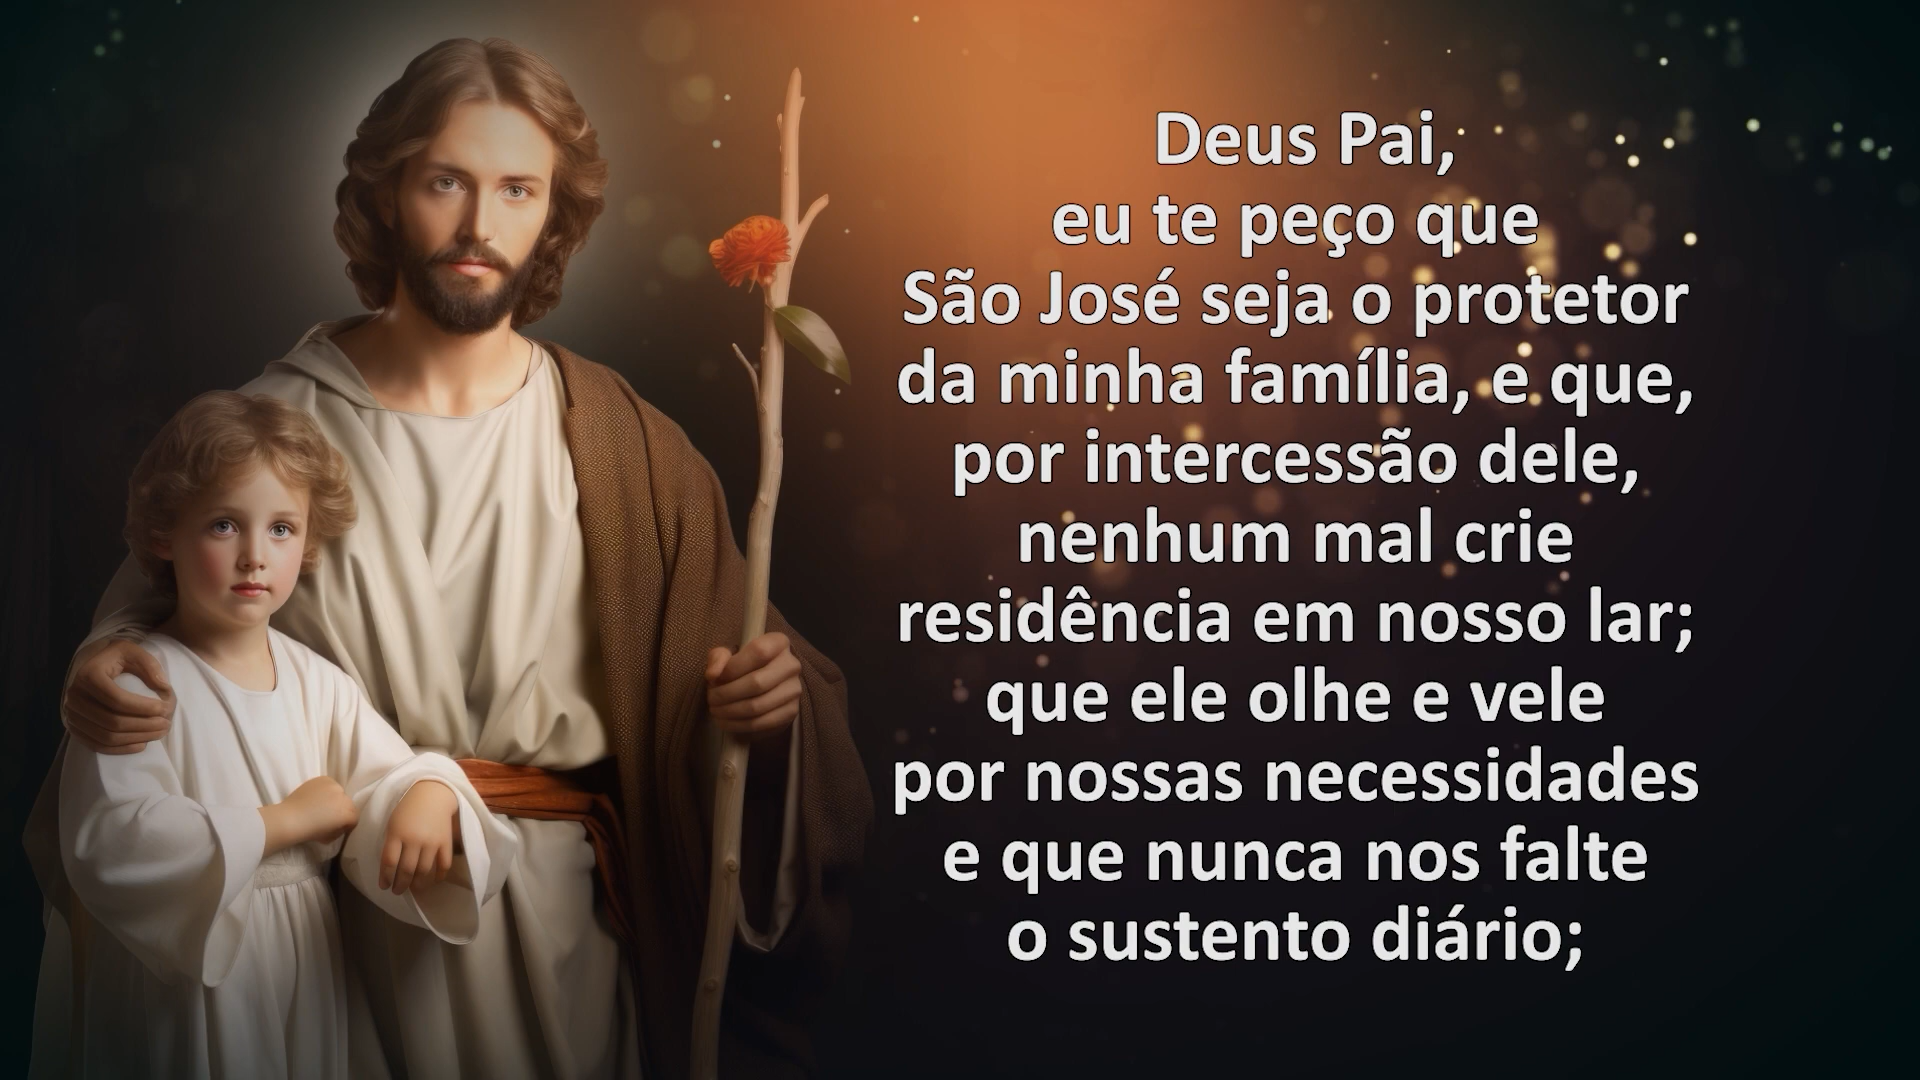 Deus Pai,
eu te peço que
São José seja o protetor
da minha família, e que,
por intercessão dele,
nenhum mal crie
residência em nosso lar;
que ele olhe e vele
por nossas necessidades
e que nunca nos falte
o sustento diário;